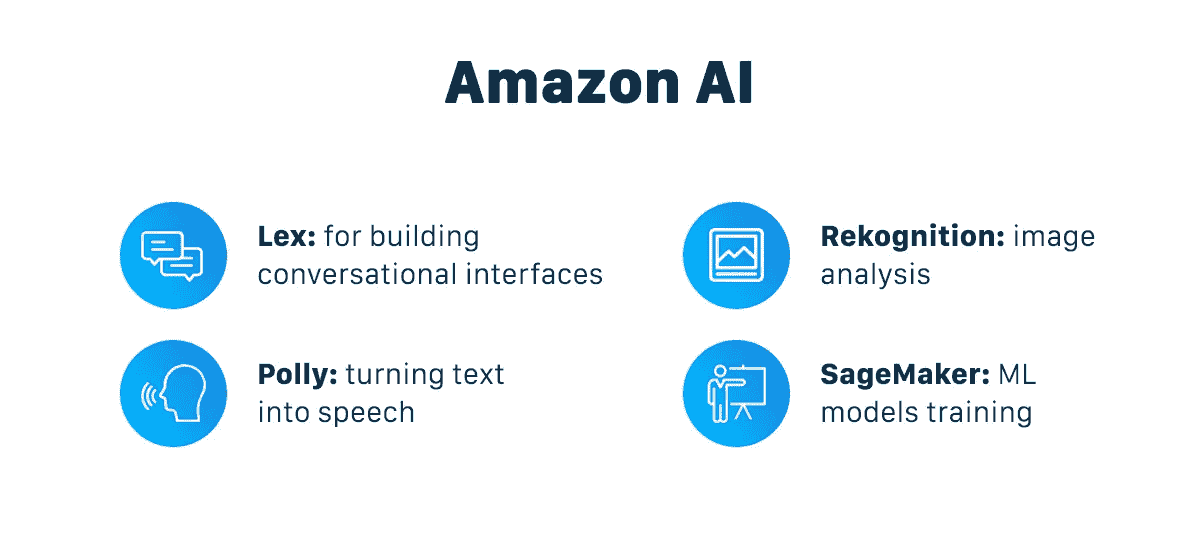 Amazon AI
Lex: for building
conversational interfaces
Rekognition: image
analysis
Polly: turning text
into speech
SageMaker: ML
models training